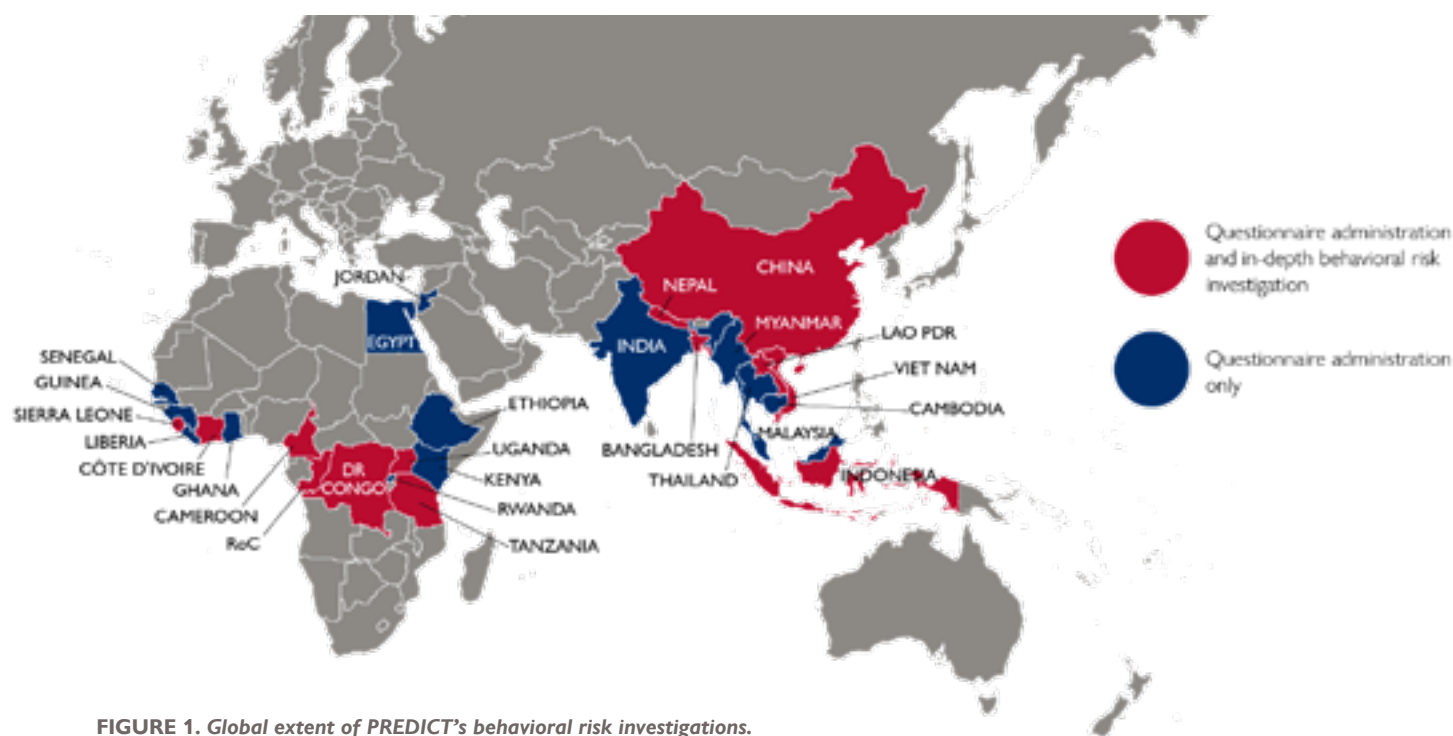 JORDAN
EGYPT
SENEGAL
GUINEA
SIERRA LEONE
LIBERIA
CÔTE D'IVOIRE
GHANA
CAMEROON
RoC
DR
CONGO
ETHIOPIA
UGANDA
KENYA
RWANDA
TANZANIA
CHINA
NEPAL
MYANMAR
INDIA
LAO PDR
VIET NAM
CAMBODIA
MALAYSIA
BANGLADESH
THAILAND
INDONESIA
Questionnaire administration
and in-depth behavioral risk
investigation
Questionnaire administration
only
FIGURE 1. Global extent of PREDICT's behavioral risk investigations.